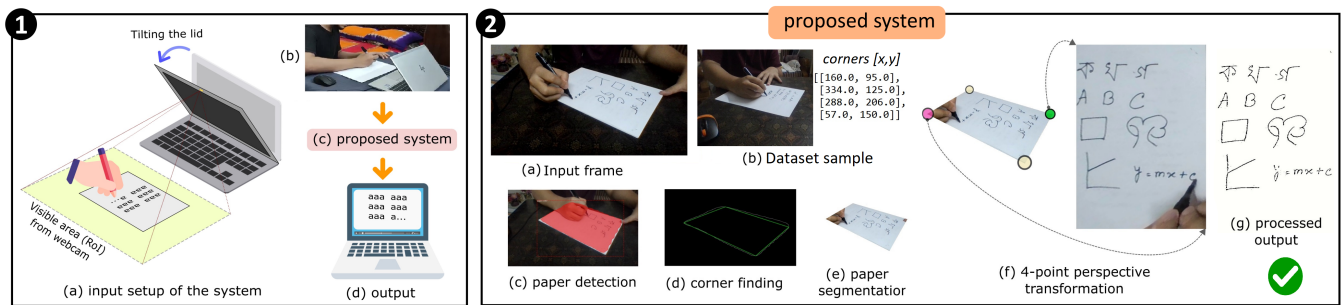 1
Tilting the lid
(b)
(c) proposed system
aaa aaa
aaa aaa
aaa a...
Visible area (RoI)
from webcam
(a) input setup of the system
(d) output
2
proposed system
(a) Input frame
corners [x,y]
[[160.0, 95.0],
[334.0, 125.0],
[288.0, 206.0],
[57.0, 150.0]]
(b) Dataset sample
(c) paper detection
(d) corner finding
(e) paper
segmentatior
(f) 4-point perspective
transformation
ক খ গ
A B C
y = mx + c
ক খ গ
A B C
y = mx + c
(g) processed
output